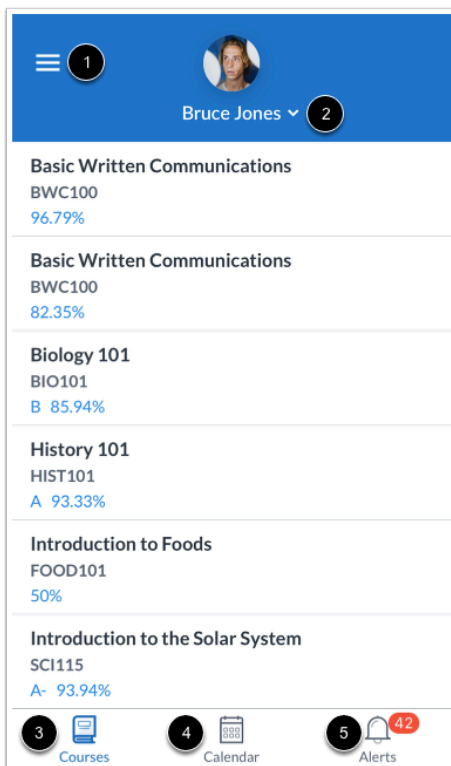 1
Bruce Jones 2
Basic Written Communications
BWC100
96.79%
Basic Written Communications
BWC100
82.35%
Biology 101
BIO101
B 85.94%
History 101
HIST101
A 93.33%
Introduction to Foods
FOOD101
50%
Introduction to the Solar System
SCI115
A- 93.94%
3 4 5 42
Courses Calendar Alerts